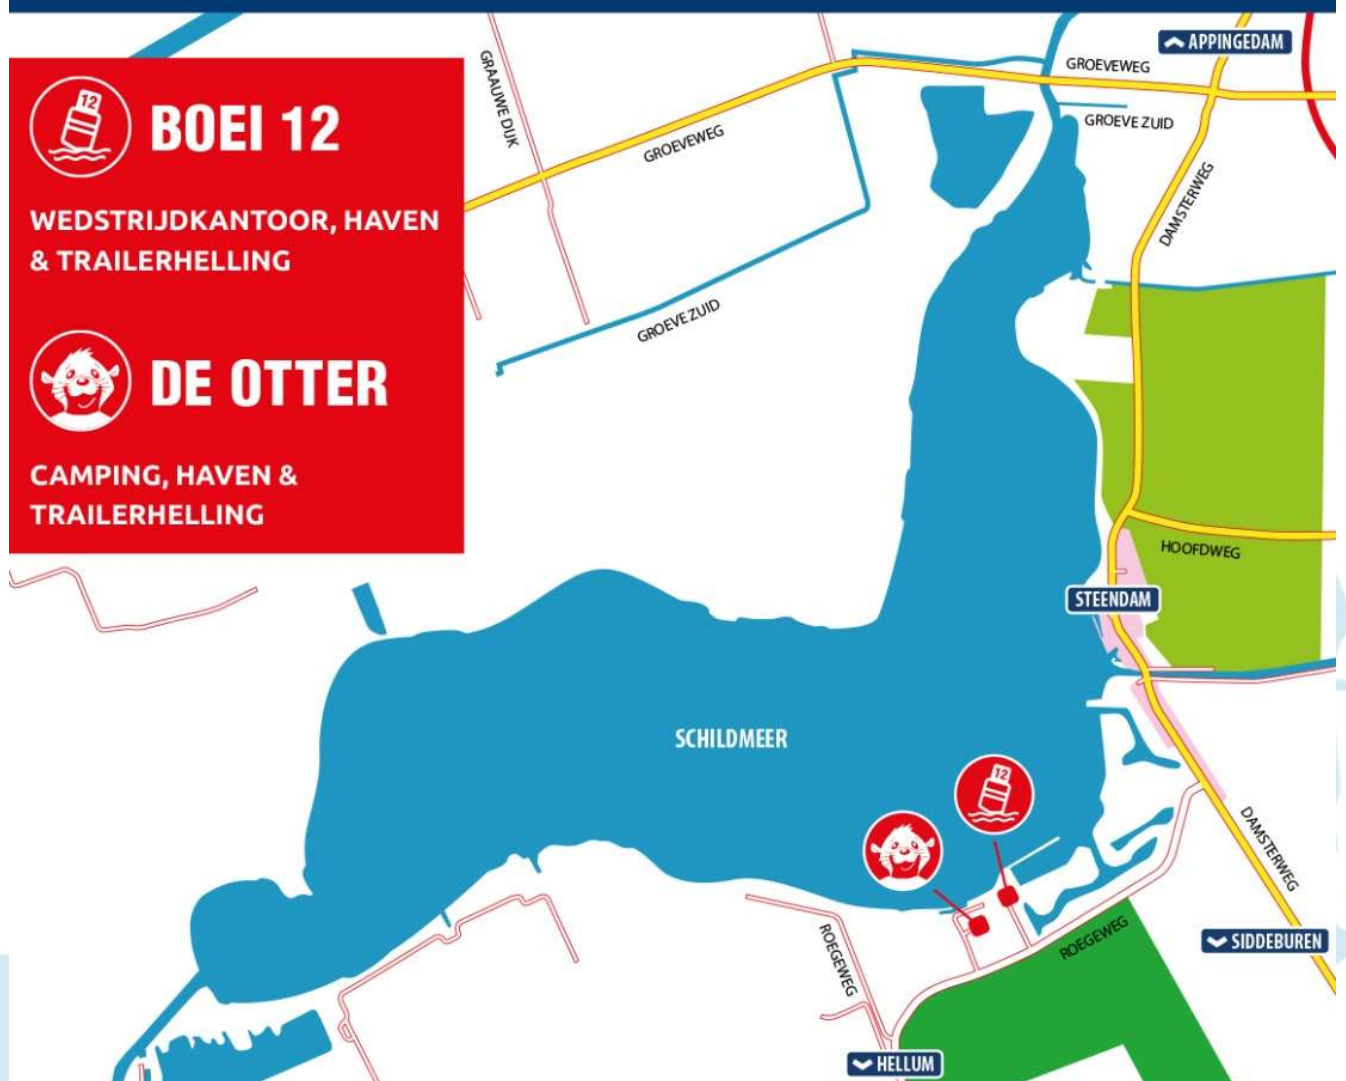 12
BOEI 12
WEDSTRIJDKANTOOR, HAVEN
& TRAILERHELLING
DE OTTER
CAMPING, HAVEN &
TRAILERHELLING
APPINGEDAM
GRAAUWE DIJK
GROEVEWEG
GROEVEWEG
GROEVE ZUID
DAMSTERWEG
GROEVE ZUID
HOOFDWEG
STEENDAM
SCHILDMEER
12
DAMSTERWEG
ROEGEWEG
ROEGEWEG
SIDDEBUREN
HELLUM